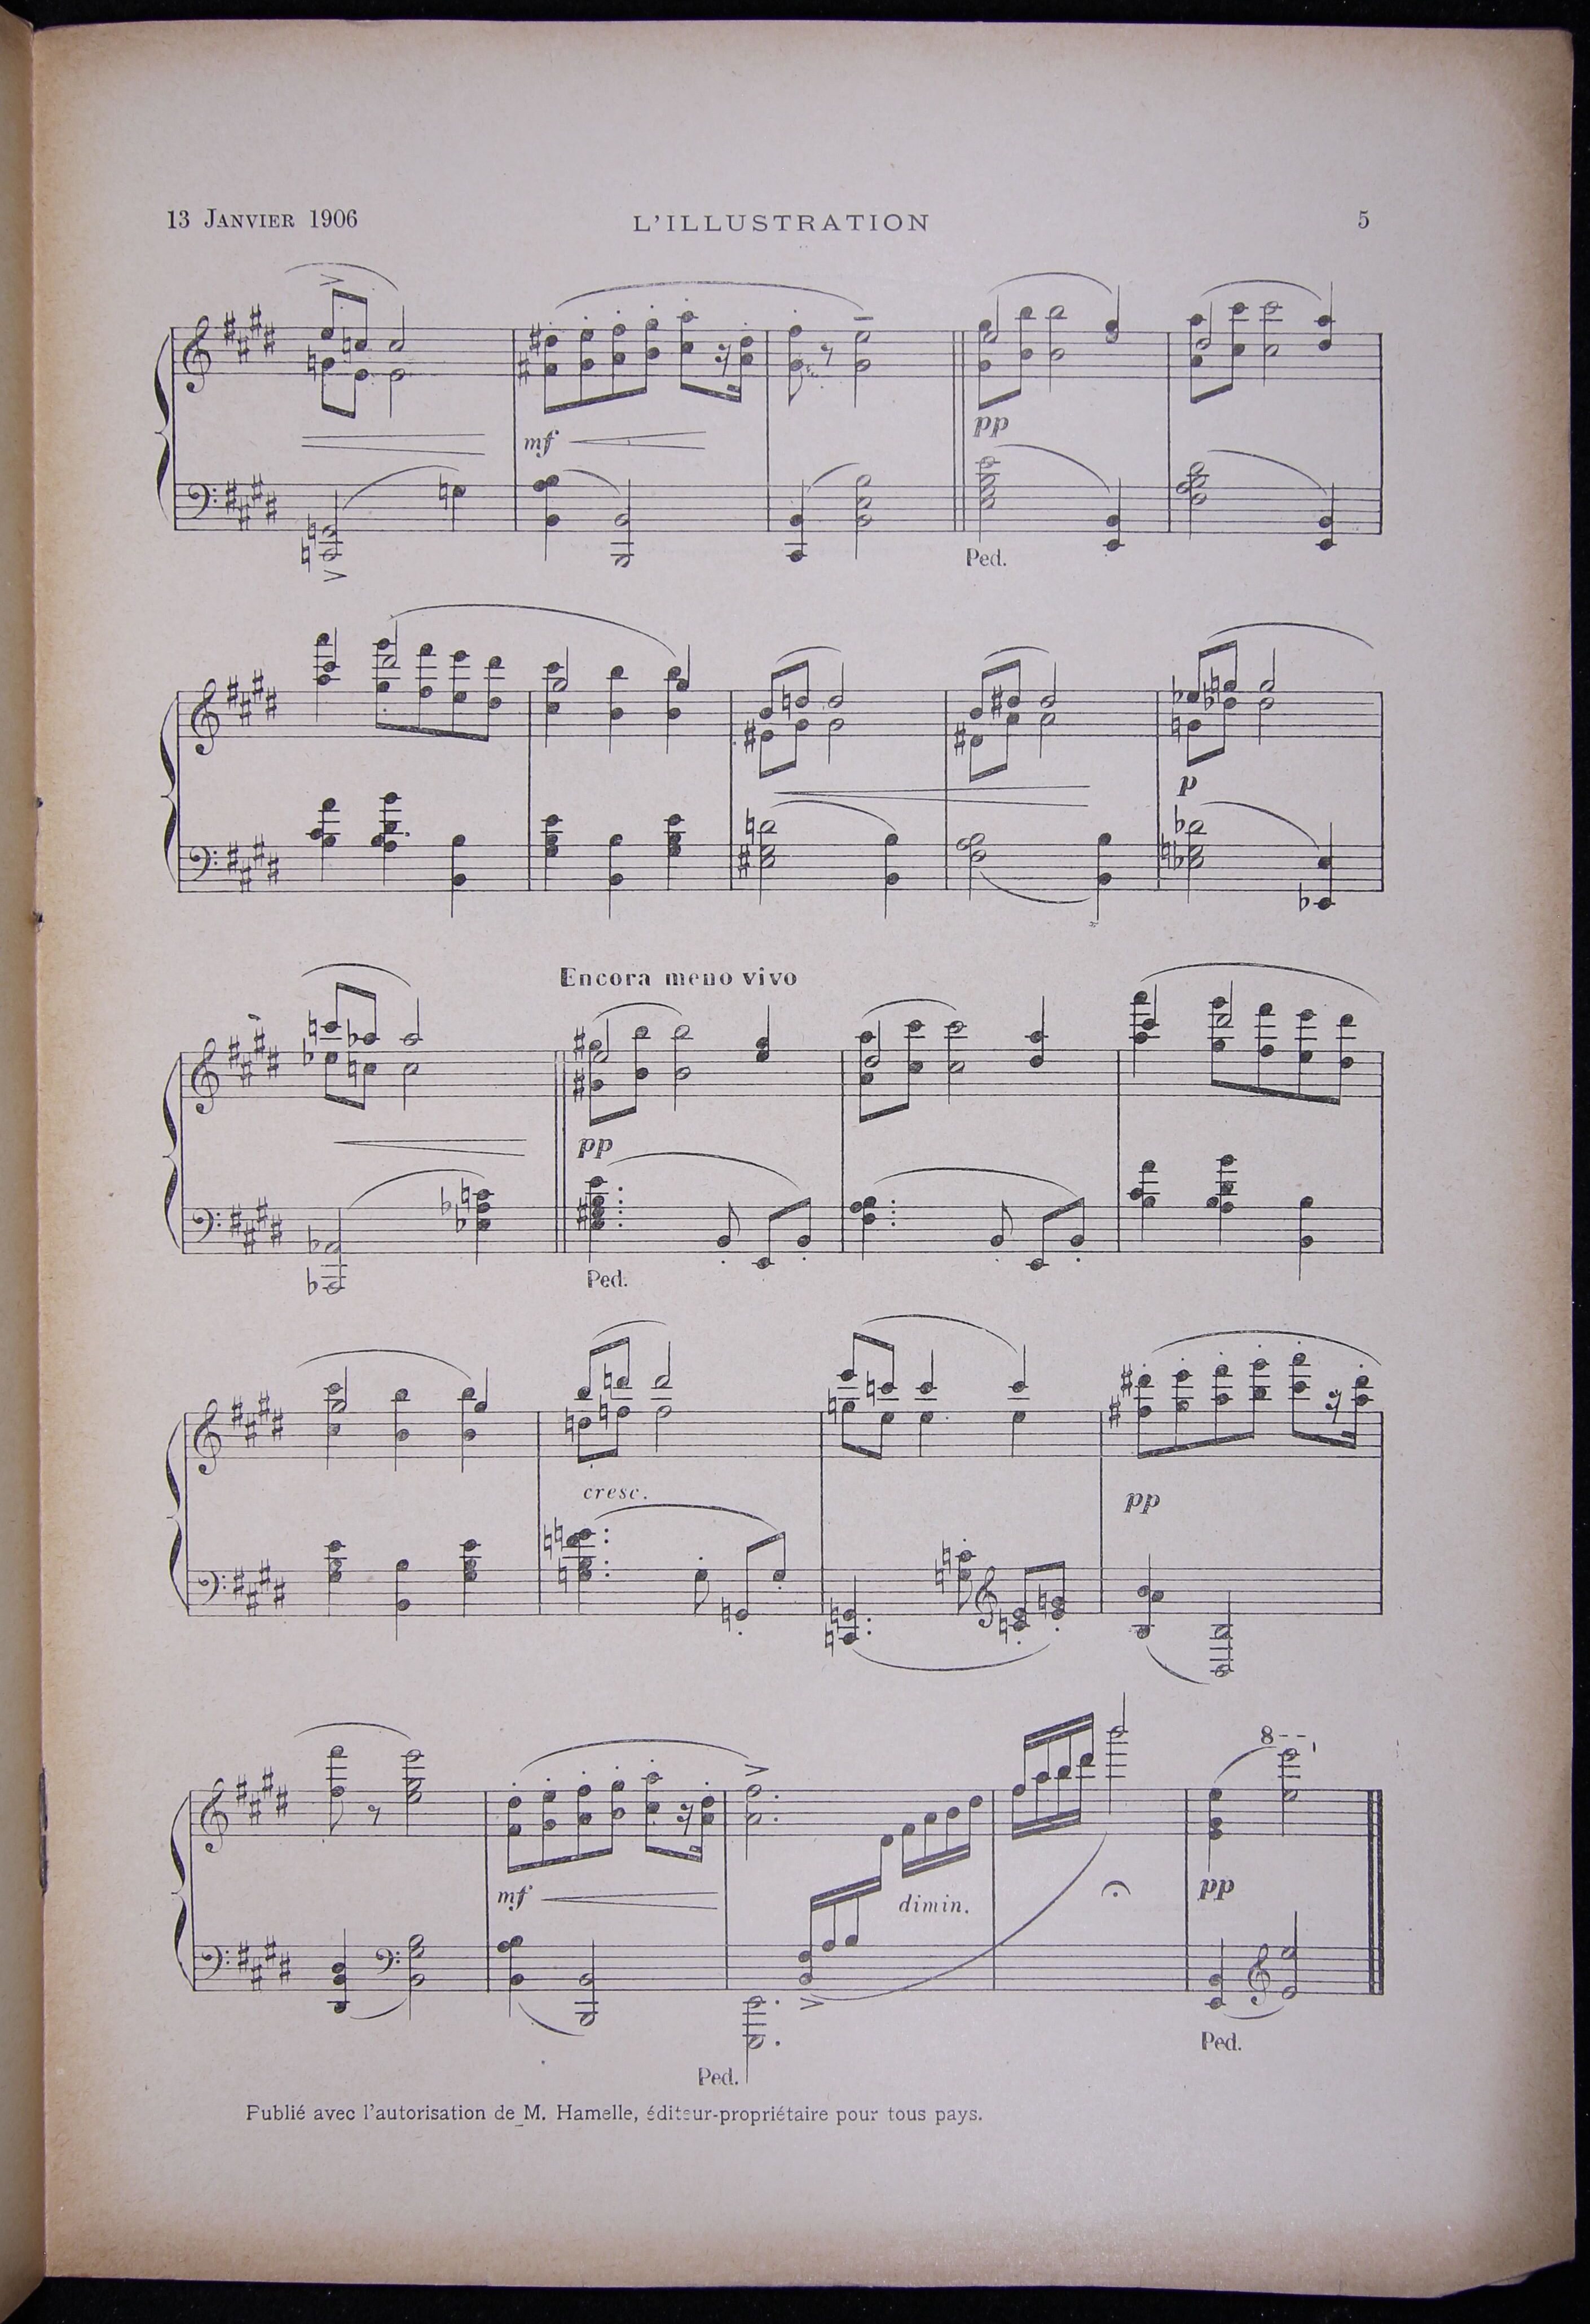 13 JANVIER 1906 L'ILLUSTRATION 5
mf pp
Ped.
p
Encora meno vivo
pp
Ped.
cresc. pp
8
mf dimin. pp
Ped. Ped.
Publié avec l'autorisation de M. Hamelle, éditeur-propriétaire pour tous pays.